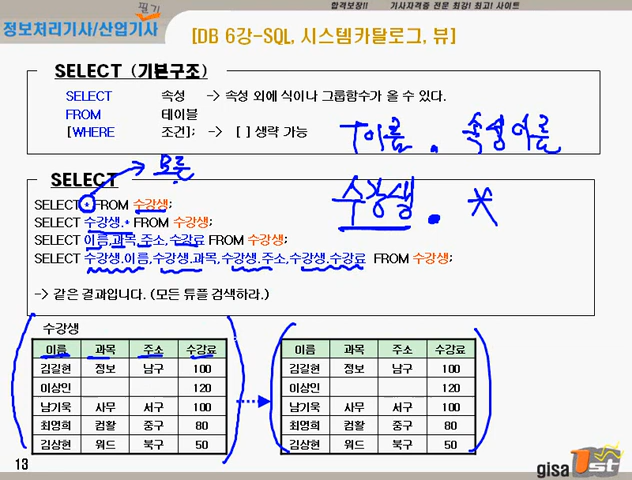 합격보장!! 기사자격증 전문 최강! 최고! 사이트
필기
정보처리기사/산업기사
[DB 6강-SQL, 시스템카탈로그, 뷰]
SELECT (기본구조)
SELECT 속성 -> 속성 외에 식이나 그룹함수가 올 수 있다.
FROM 테이블
[WHERE 조건]; -> [ ] 생략 가능
T이름 . 속성이름
모든
수강생 . *
SELECT
SELECT * FROM 수강생;
SELECT 수강생.* FROM 수강생;
SELECT 이름,과목,주소,수강료 FROM 수강생;
SELECT 수강생.이름,수강생.과목,수강생.주소,수강생.수강료 FROM 수강생;
-> 같은 결과입니다. (모든 튜플 검색하라.)
수강생
이름 과목 주소 수강료
김길현 정보 남구 100
이상인 120
남기욱 사무 서구 100
최영희 컴활 중구 80
김상현 워드 북구 50
이름 과목 주소 수강료
김길현 정보 남구 100
이상인 120
남기욱 사무 서구 100
최영희 컴활 중구 80
김상현 워드 북구 50
13
gisa 1st